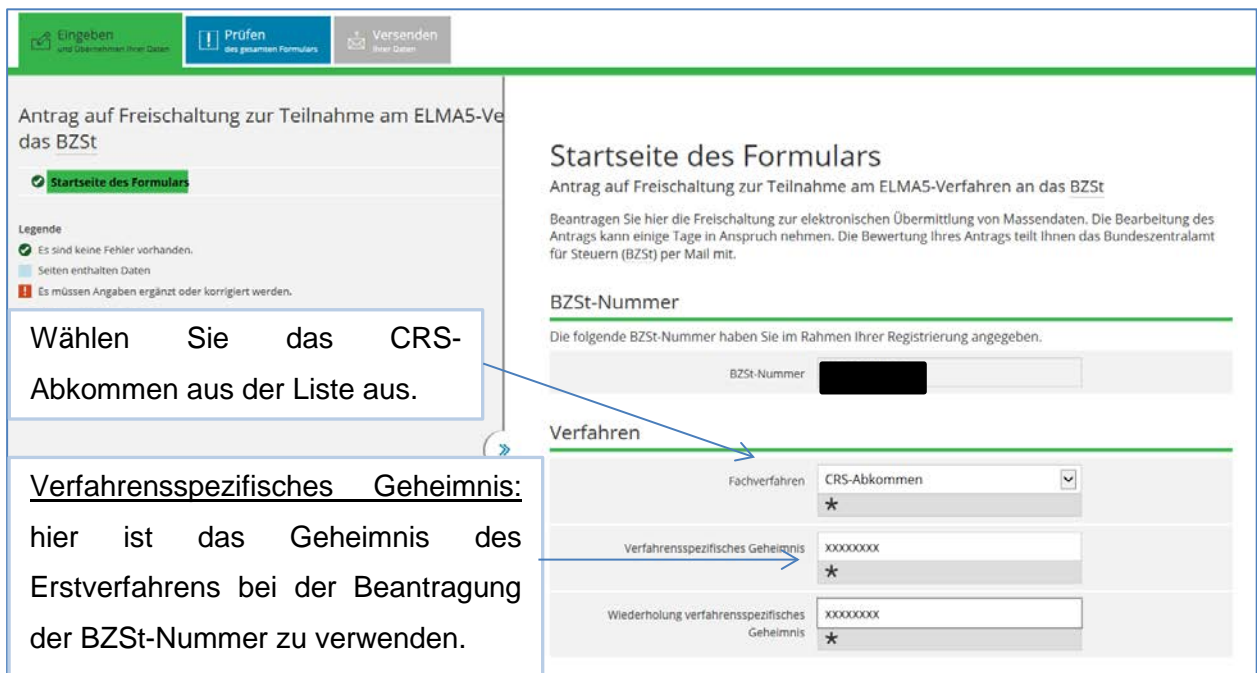 Eingeben
und Übernehmen Ihrer Daten
Prüfen
des gesamten Formulars
Versenden
Ihrer Daten
Antrag auf Freischaltung zur Teilnahme am ELMA5-Ve
das BZSt
Startseite des Formulars
Legende
Es sind keine Fehler vorhanden.
Seiten enthalten Daten
Es müssen Angaben ergänzt oder korrigiert werden.
Wählen Sie das CRS-
Abkommen aus der Liste aus.
Verfahrensspezifisches Geheimnis:
hier ist das Geheimnis des
Erstverfahrens bei der Beantragung
der BZSt-Nummer zu verwenden.
Startseite des Formulars
Antrag auf Freischaltung zur Teilnahme am ELMA5-Verfahren an das BZSt
Beantragen Sie hier die Freischaltung zur elektronischen Übermittlung von Massendaten. Die Bearbeitung des
Antrags kann einige Tage in Anspruch nehmen. Die Bewertung Ihres Antrags teilt Ihnen das Bundeszentralamt
für Steuern (BZSt) per Mail mit.
BZSt-Nummer
Die folgende BZSt-Nummer haben Sie im Rahmen Ihrer Registrierung angegeben.
BZSt-Nummer
Verfahren
Fachverfahren CRS-Abkommen
*
Verfahrensspezifisches Geheimnis xxxxxxxx
*
Wiederholung verfahrensspezifisches xxxxxxxx
Geheimnis *